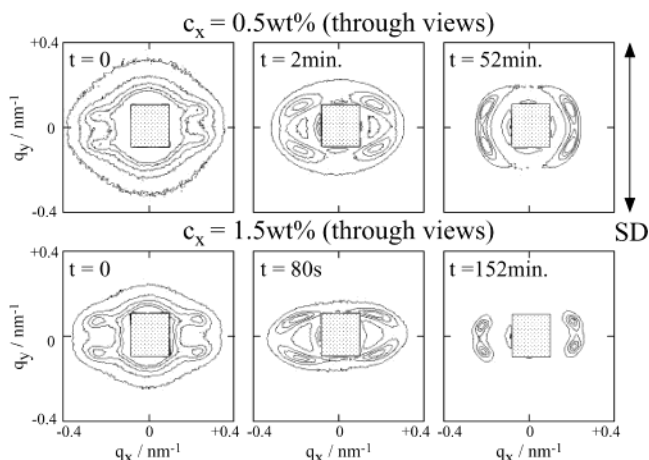 c_x = 0.5wt% (through views)
t = 0
t = 2min.
t = 52min.
+0.4
0
-0.4
q_y / nm⁻¹
SD
c_x = 1.5wt% (through views)
t = 0
t = 80s
t =152min.
+0.4
0
-0.4
q_y / nm⁻¹
-0.4 0 +0.4 -0.4 0 +0.4 -0.4 0 +0.4
q_x / nm⁻¹ q_x / nm⁻¹ q_x / nm⁻¹